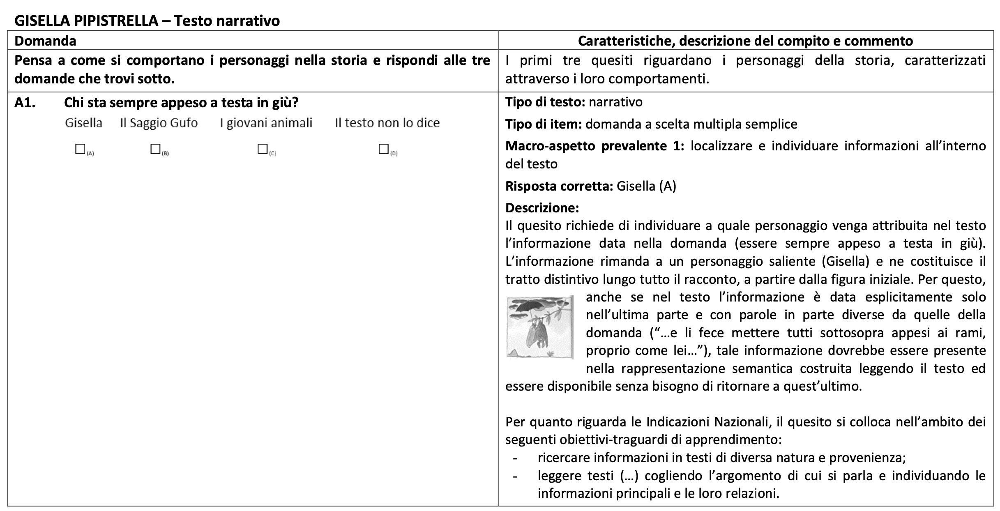 GISELLA PIPISTRELLA – Testo narrativo
Domanda
Caratteristiche, descrizione del compito e commento
Pensa a come si comportano i personaggi nella storia e rispondi alle tre
domande che trovi sotto.
I primi tre quesiti riguardano i personaggi della storia, caratterizzati
attraverso i loro comportamenti.
A1. Chi sta sempre appeso a testa in giù?
Gisella Il Saggio Gufo I giovani animali Il testo non lo dice
(A) (B) (C) (D)
Tipo di testo: narrativo
Tipo di item: domanda a scelta multipla semplice
Macro-aspetto prevalente 1: localizzare e individuare informazioni all’interno
del testo
Risposta corretta: Gisella (A)
Descrizione:
Il quesito richiede di individuare a quale personaggio venga attribuita nel testo
l’informazione data nella domanda (essere sempre appeso a testa in giù).
L’informazione rimanda a un personaggio saliente (Gisella) e ne costituisce il
tratto distintivo lungo tutto il racconto, a partire dalla figura iniziale. Per questo,
anche se nel testo l’informazione è data esplicitamente solo
nell’ultima parte e con parole in parte diverse da quelle della
domanda (“…e li fece mettere tutti sottosopra appesi ai rami,
proprio come lei…”), tale informazione dovrebbe essere presente
nella rappresentazione semantica costruita leggendo il testo ed
essere disponibile senza bisogno di ritornare a quest’ultimo.
Per quanto riguarda le Indicazioni Nazionali, il quesito si colloca nell’ambito dei
seguenti obiettivi-traguardi di apprendimento:
- ricercare informazioni in testi di diversa natura e provenienza;
- leggere testi (…) cogliendo l’argomento di cui si parla e individuando le
informazioni principali e le loro relazioni.